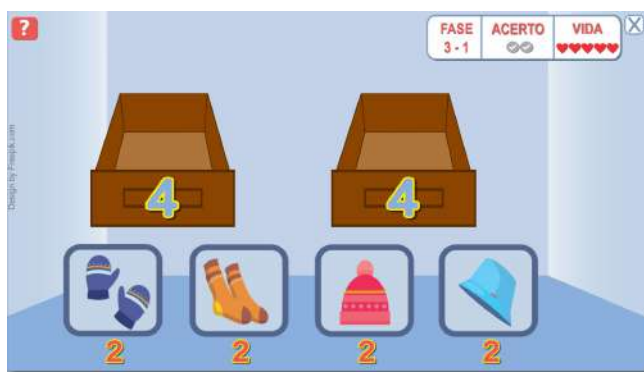 ?
FASE ACERTO VIDA
3 - 1
X
Design by Freepik.com
4 4
2 2 2 2